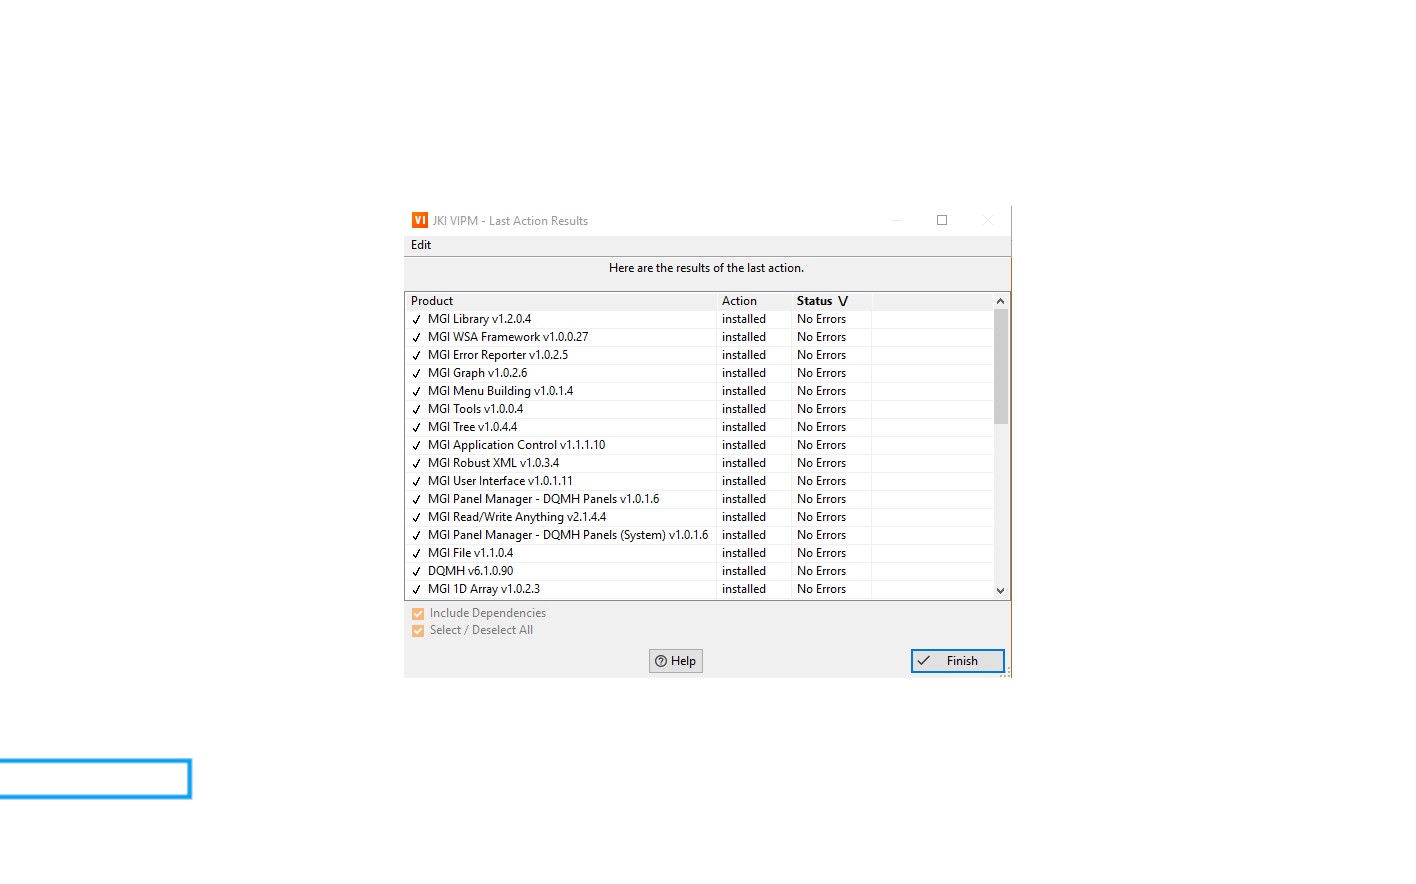 VI JKI VIPM - Last Action Results
Edit
Here are the results of the last action.
Product Action Status V
✓ MGI Library v1.2.0.4 installed No Errors
✓ MGI WSA Framework v1.0.0.27 installed No Errors
✓ MGI Error Reporter v1.0.2.5 installed No Errors
✓ MGI Graph v1.0.2.6 installed No Errors
✓ MGI Menu Building v1.0.1.4 installed No Errors
✓ MGI Tools v1.0.0.4 installed No Errors
✓ MGI Tree v1.0.4.4 installed No Errors
✓ MGI Application Control v1.1.1.10 installed No Errors
✓ MGI Robust XML v1.0.3.4 installed No Errors
✓ MGI User Interface v1.0.1.11 installed No Errors
✓ MGI Panel Manager - DQMH Panels v1.0.1.6 installed No Errors
✓ MGI Read/Write Anything v2.1.4.4 installed No Errors
✓ MGI Panel Manager - DQMH Panels (System) v1.0.1.6 installed No Errors
✓ MGI File v1.1.0.4 installed No Errors
✓ DQMH v6.1.0.90 installed No Errors
✓ MGI 1D Array v1.0.2.3 installed No Errors
Include Dependencies
Select / Deselect All
Help Finish